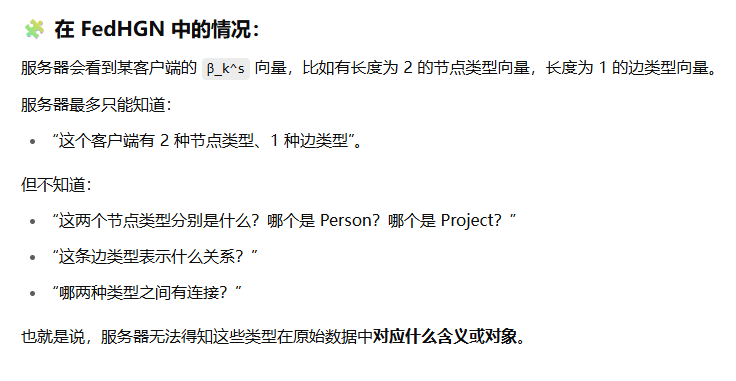 🧩 在 FedHGN 中的情况：
服务器会看到某客户端的 β_k^s 向量，比如有长度为 2 的节点类型向量，长度为 1 的边类型向量。
服务器最多只能知道：
• “这个客户端有 2 种节点类型、1 种边类型”。
但不知道：
• “这两个节点类型分别是什么？哪个是 Person？哪个是 Project？”
• “这条边类型表示什么关系？”
• “哪两种类型之间有连接？”
也就是说，服务器无法得知这些类型在原始数据中对应什么含义或对象。